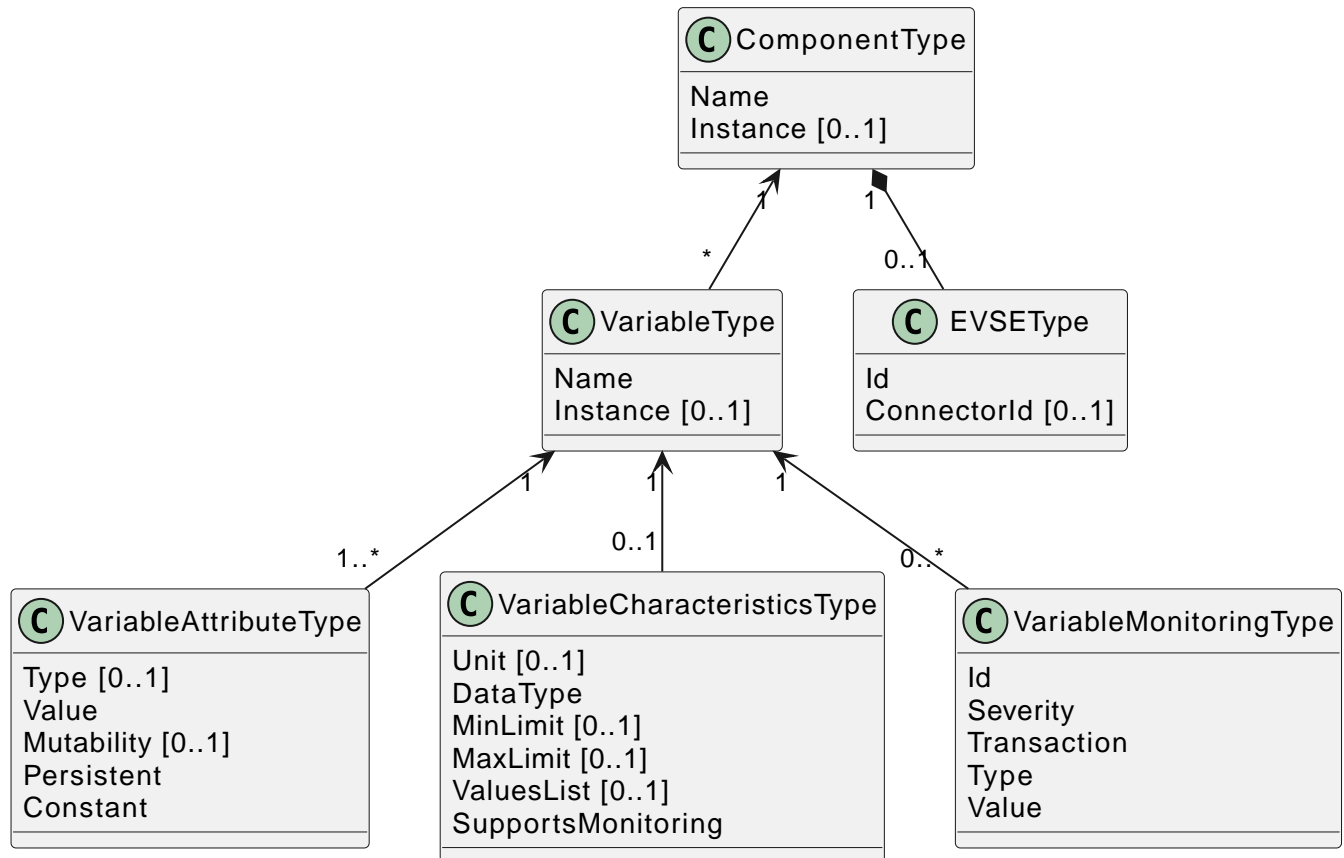 C ComponentType
Name
Instance [0..1]
1
1
*
0..1
C VariableType
Name
Instance [0..1]
C EVSEType
Id
ConnectorId [0..1]
1
1
1
1..*
0..1
0..*
C VariableAttributeType
Type [0..1]
Value
Mutability [0..1]
Persistent
Constant
C VariableCharacteristicsType
Unit [0..1]
DataType
MinLimit [0..1]
MaxLimit [0..1]
ValuesList [0..1]
SupportsMonitoring
C VariableMonitoringType
Id
Severity
Transaction
Type
Value